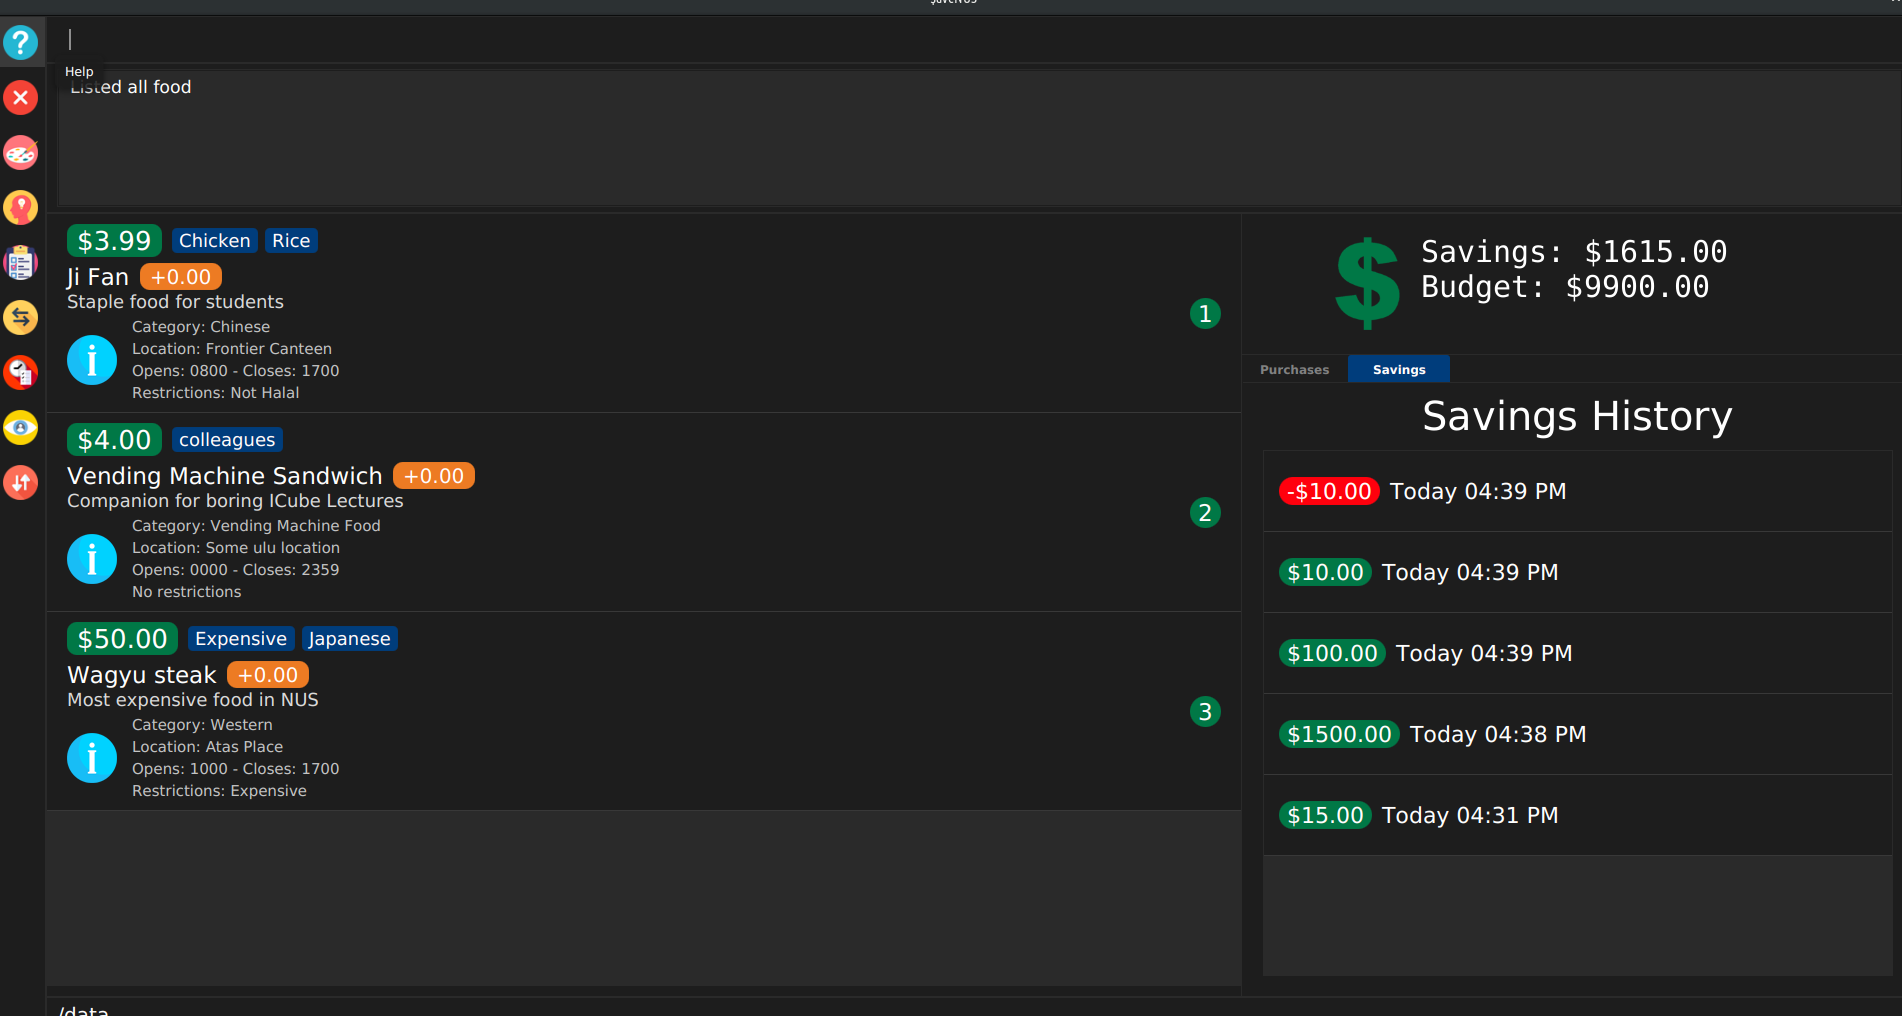 Help
Listed all food
$3.99 Chicken Rice
Ji Fan +0.00
Staple food for students
Category: Chinese
Location: Frontier Canteen
Opens: 0800 - Closes: 1700
Restrictions: Not Halal
1
$4.00 colleagues
Vending Machine Sandwich +0.00
Companion for boring ICube Lectures
Category: Vending Machine Food
Location: Some ulu location
Opens: 0000 - Closes: 2359
No restrictions
2
$50.00 Expensive Japanese
Wagyu steak +0.00
Most expensive food in NUS
Category: Western
Location: Atas Place
Opens: 1000 - Closes: 1700
Restrictions: Expensive
3
$
Savings: $1615.00
Budget: $9900.00
Purchases Savings
Savings History
-$10.00 Today 04:39 PM
$10.00 Today 04:39 PM
$100.00 Today 04:39 PM
$1500.00 Today 04:38 PM
$15.00 Today 04:31 PM
/data